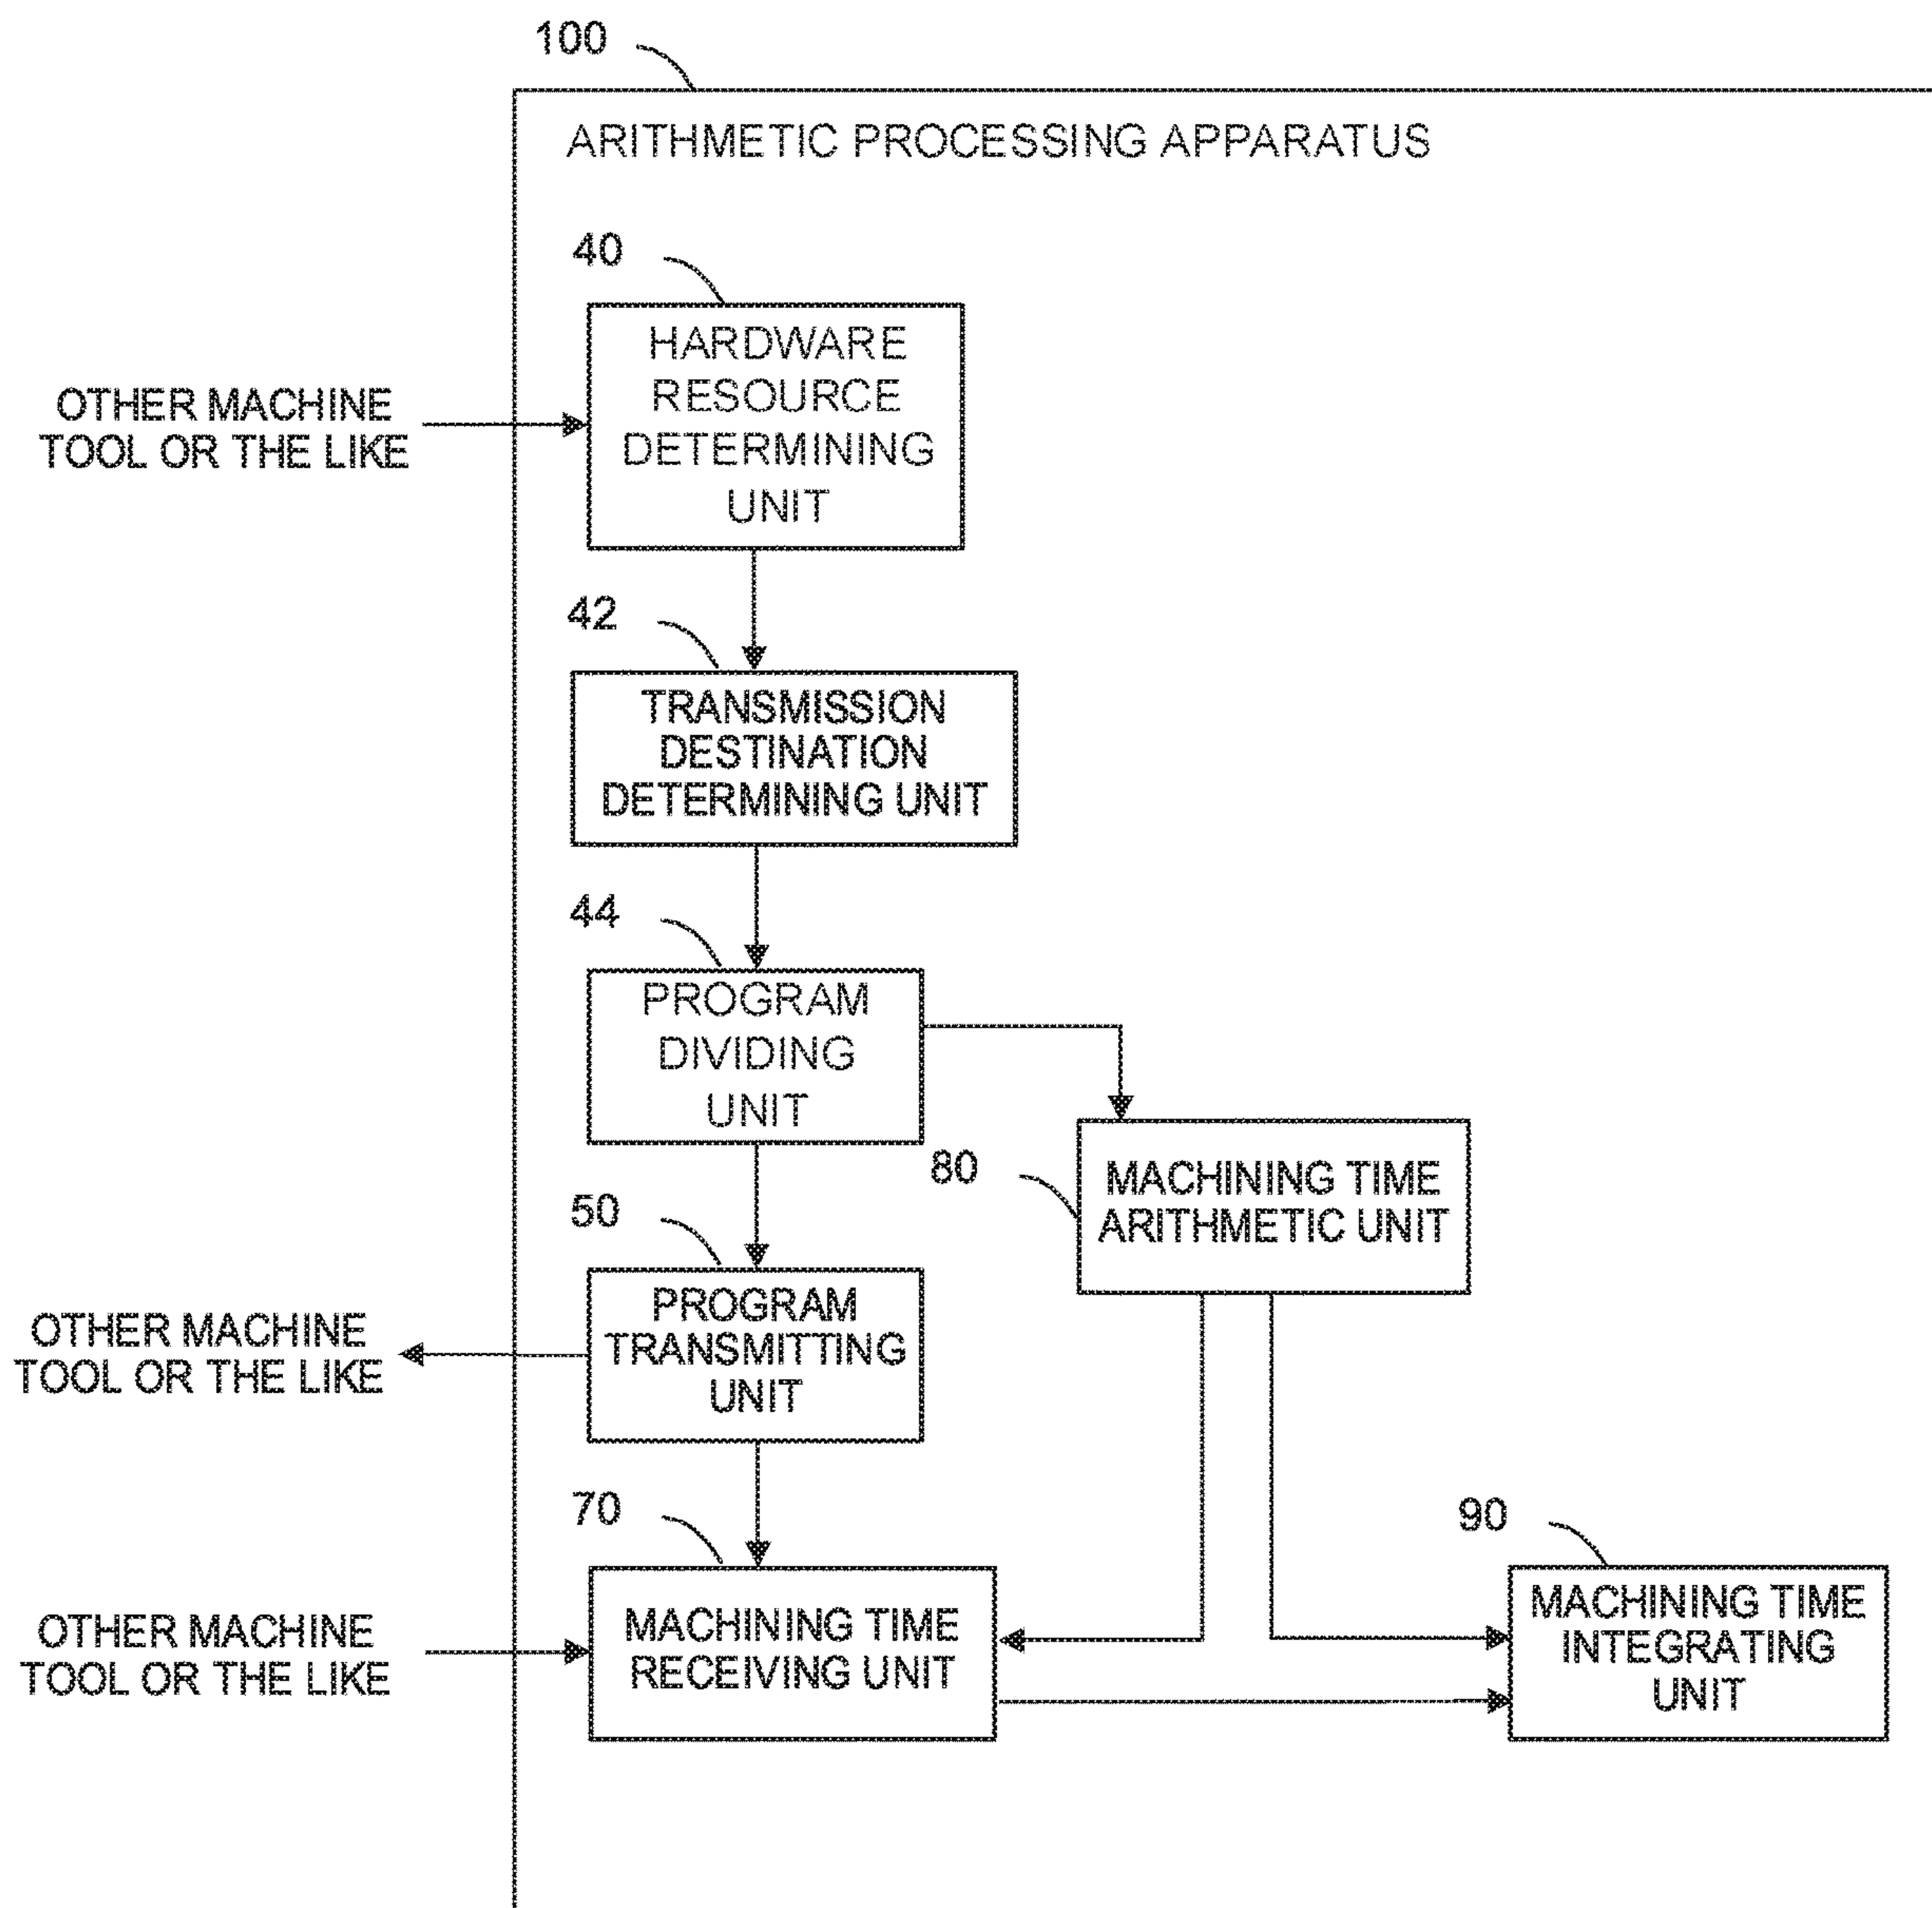 100
ARITHMETIC PROCESSING APPARATUS
40
HARDWARE
RESOURCE
DETERMINING
UNIT
OTHER MACHINE
TOOL OR THE LIKE
42
TRANSMISSION
DESTINATION
DETERMINING UNIT
44
PROGRAM
DIVIDING
UNIT
80
MACHINING TIME
ARITHMETIC UNIT
50
PROGRAM
TRANSMITTING
UNIT
OTHER MACHINE
TOOL OR THE LIKE
70
MACHINING TIME
RECEIVING UNIT
90
MACHINING TIME
INTEGRATING
UNIT
OTHER MACHINE
TOOL OR THE LIKE